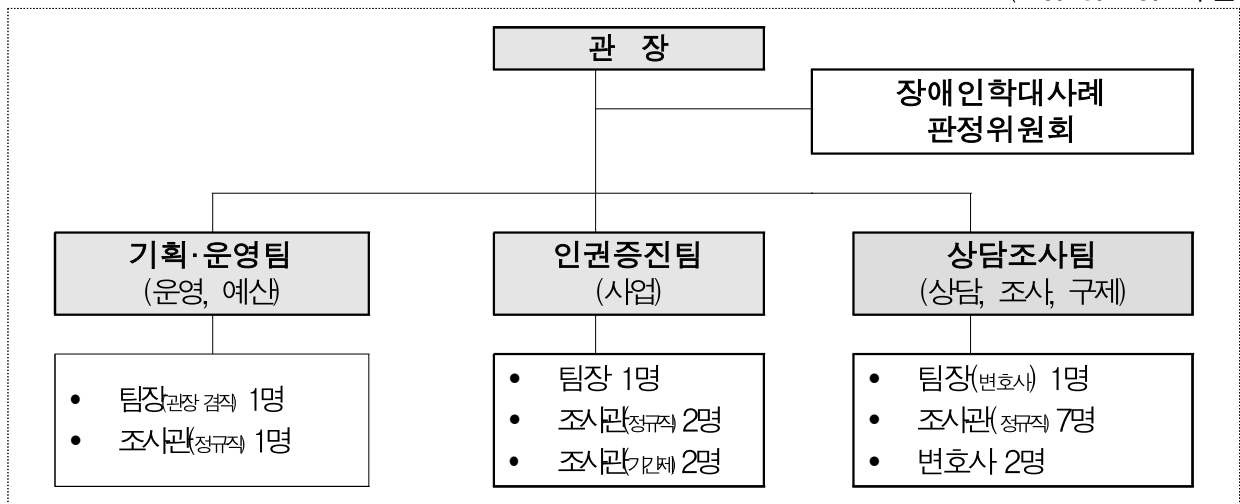 관 장
장애인학대사례
판정위원회
기획·운영팀
(운영, 예산)
인권증진팀
(사업)
상담조사팀
(상담, 조사, 구제)
• 팀장(관장 겸직) 1명
• 조사관(정규직) 1명
• 팀장 1명
• 조사관(정규직) 2명
• 조사관(기간제) 2명
• 팀장(변호사) 1명
• 조사관( 정규직) 7명
• 변호사 2명